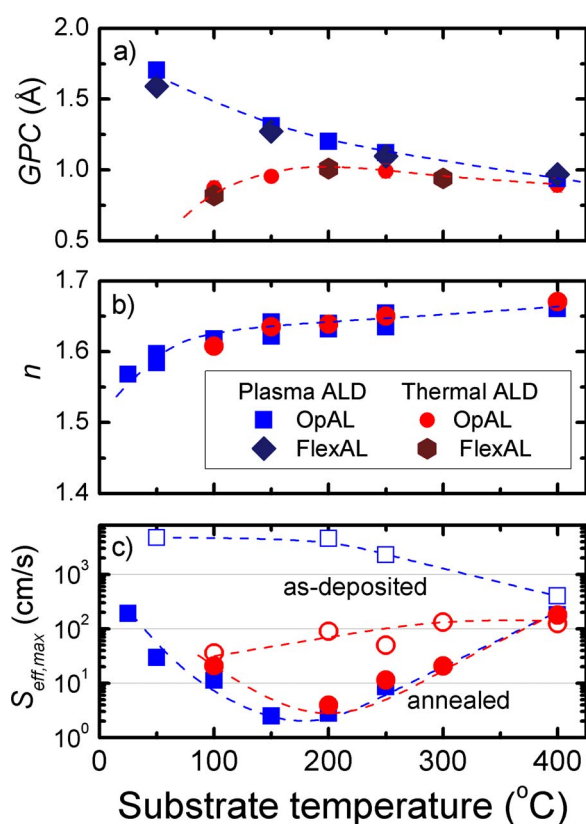 a)
GPC (Å)
2.0
1.5
1.0
0.5
b)
n
1.7
1.6
1.5
1.4
Plasma ALD Thermal ALD
OpAL OpAL
FlexAL FlexAL
c)
S_eff,max (cm/s)
10³
10²
10¹
10⁰
as-deposited
annealed
0 100 200 300 400
Substrate temperature (°C)